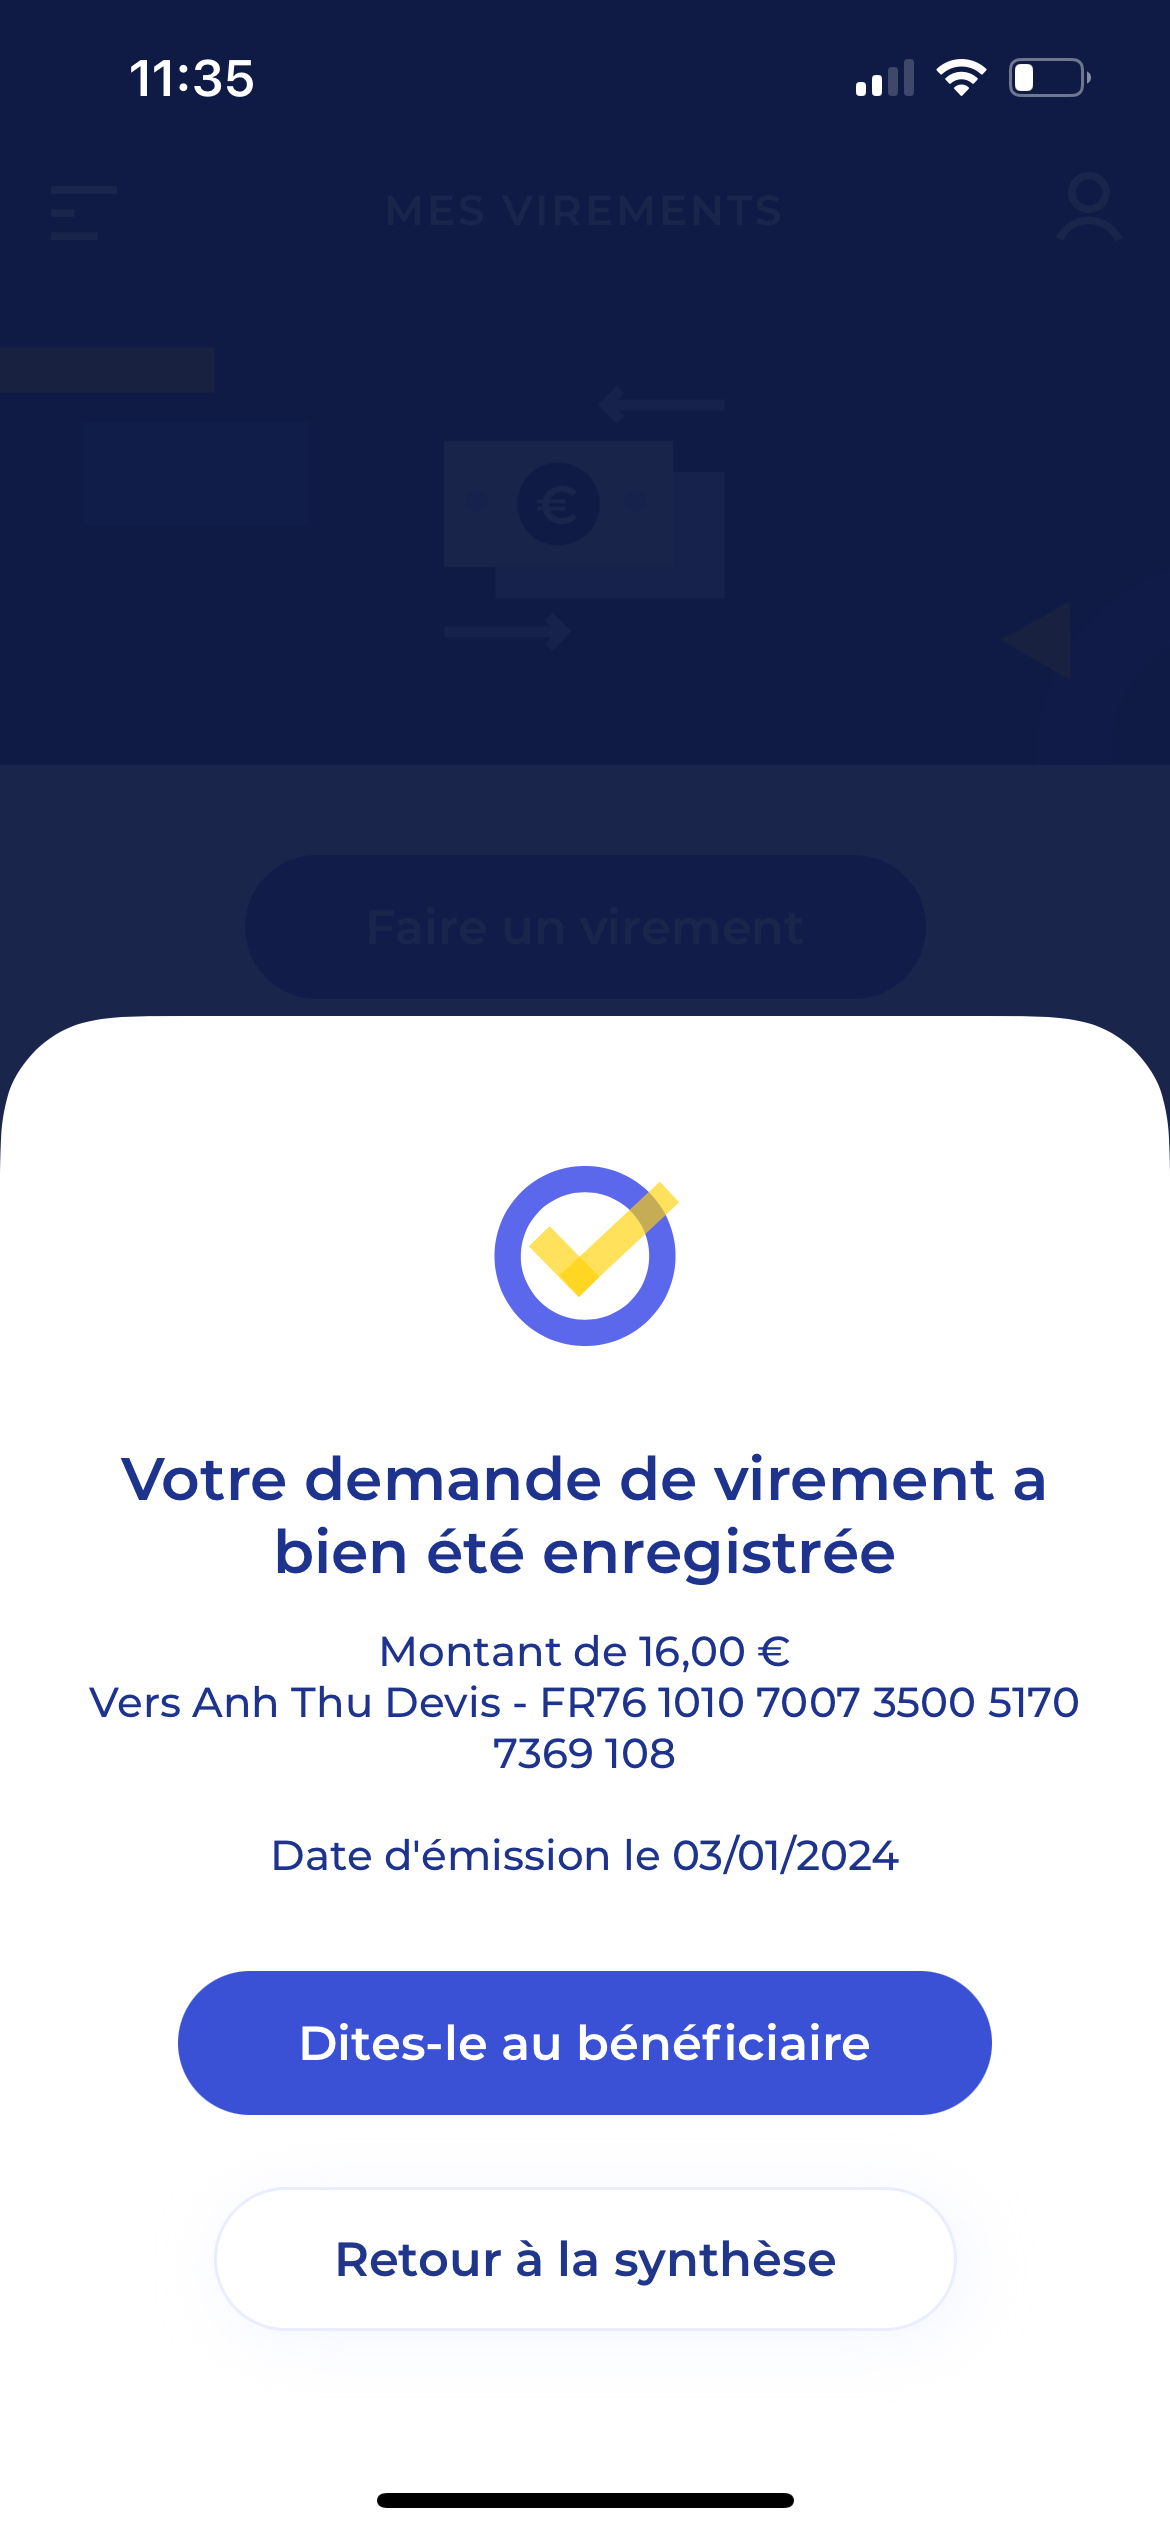 11:35
MES VIREMENTS
€
Faire un virement
Votre demande de virement a
bien été enregistrée
Montant de 16,00 €
Vers Anh Thu Devis - FR76 1010 7007 3500 5170
7369 108
Date d'émission le 03/01/2024
Dites-le au bénéficiaire
Retour à la synthèse